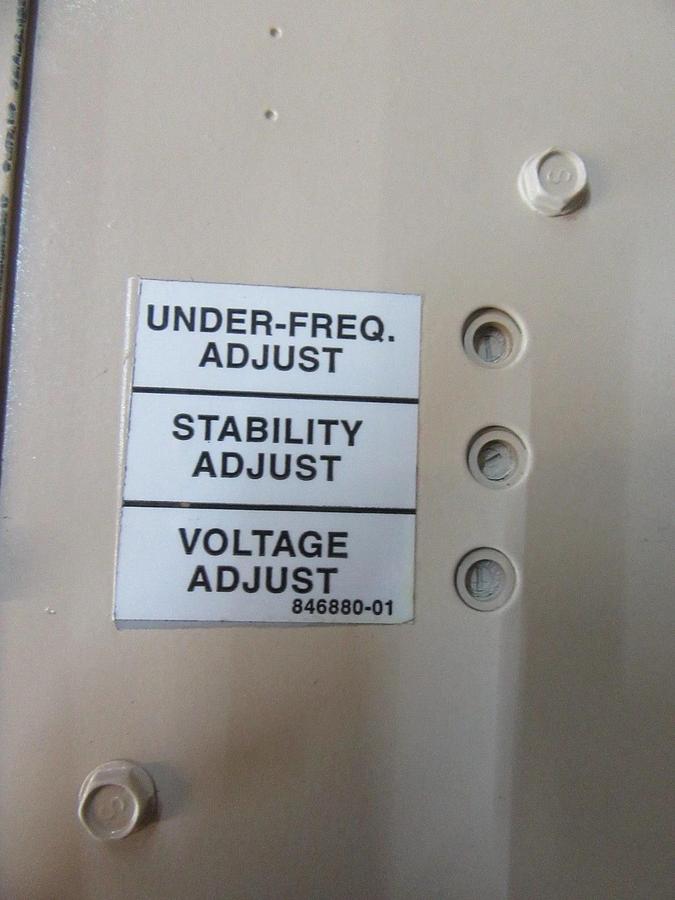 UNDER-FREQ.
ADJUST
STABILITY
ADJUST
VOLTAGE
ADJUST
846880-01
S
S